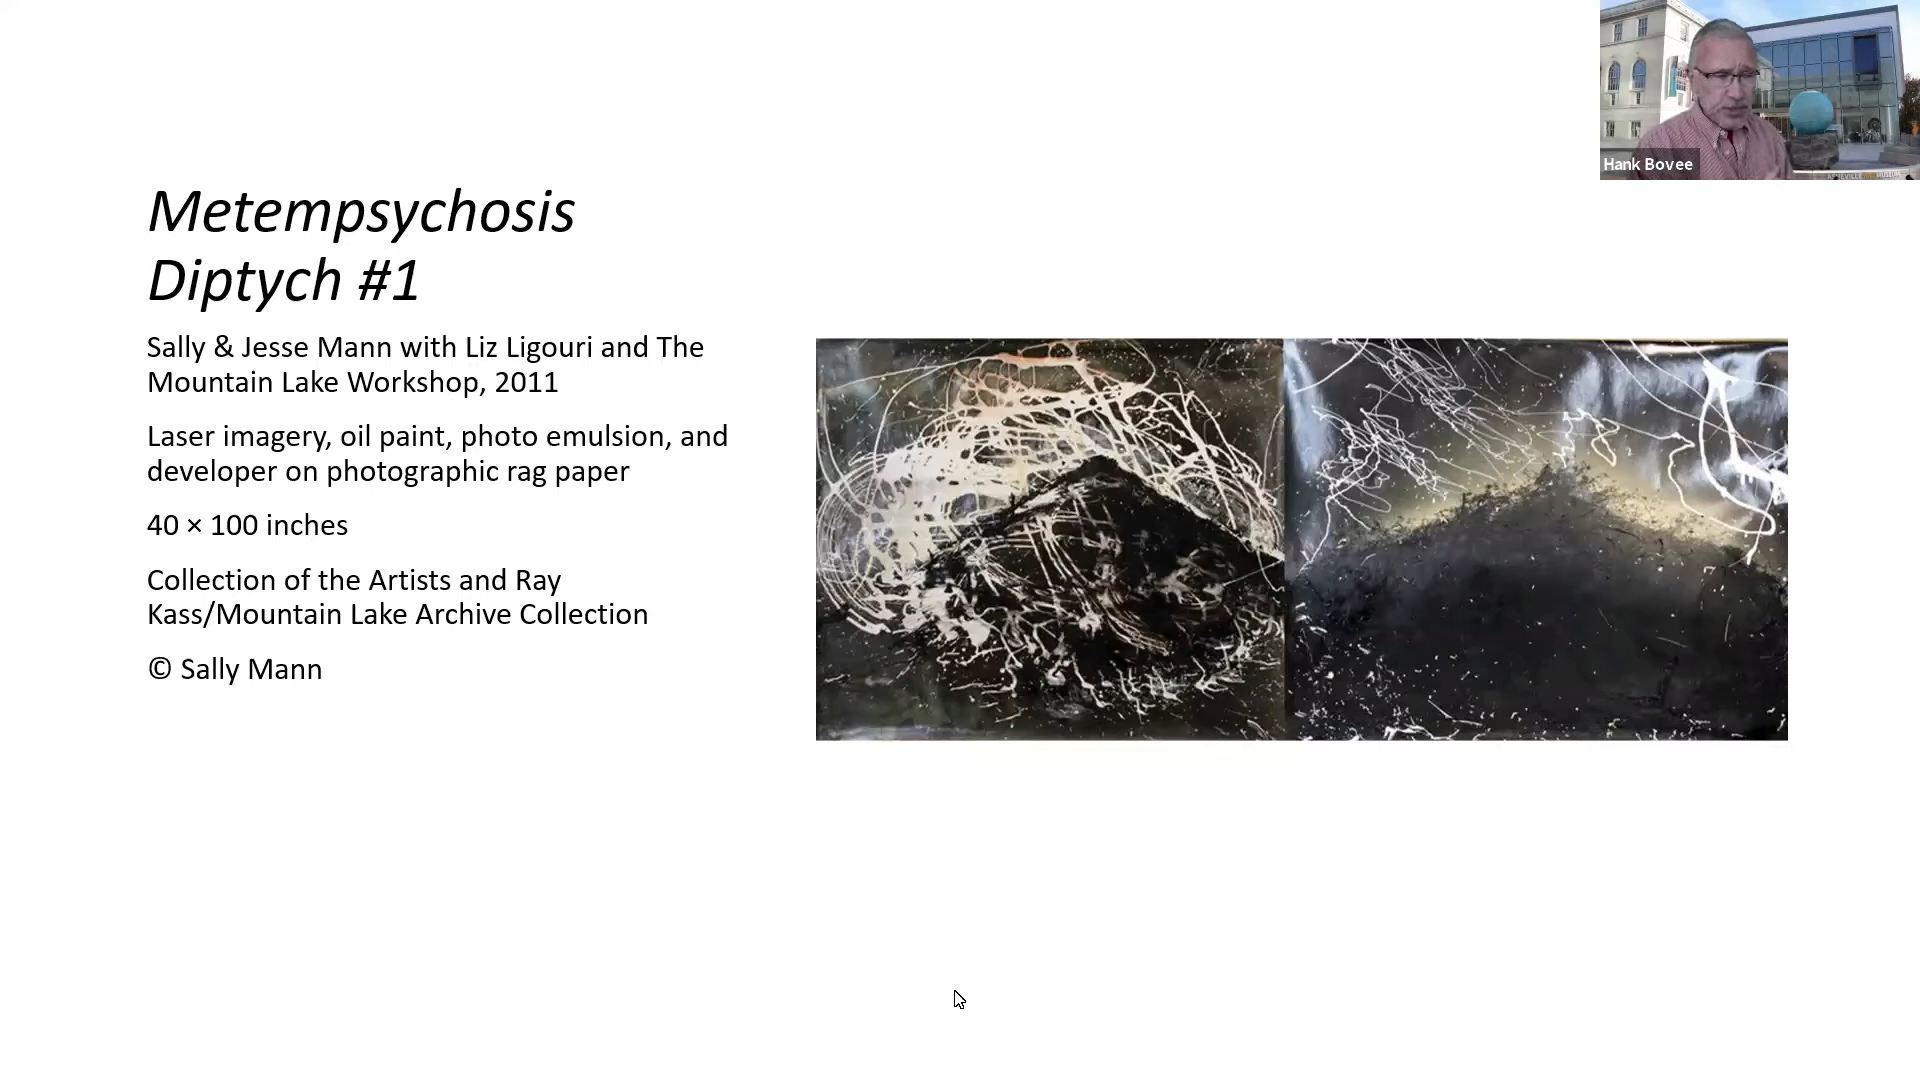 Hank Bovee
Metempsychosis
Diptych #1
Sally & Jesse Mann with Liz Ligouri and The
Mountain Lake Workshop, 2011
Laser imagery, oil paint, photo emulsion, and
developer on photographic rag paper
40 × 100 inches
Collection of the Artists and Ray
Kass/Mountain Lake Archive Collection
© Sally Mann